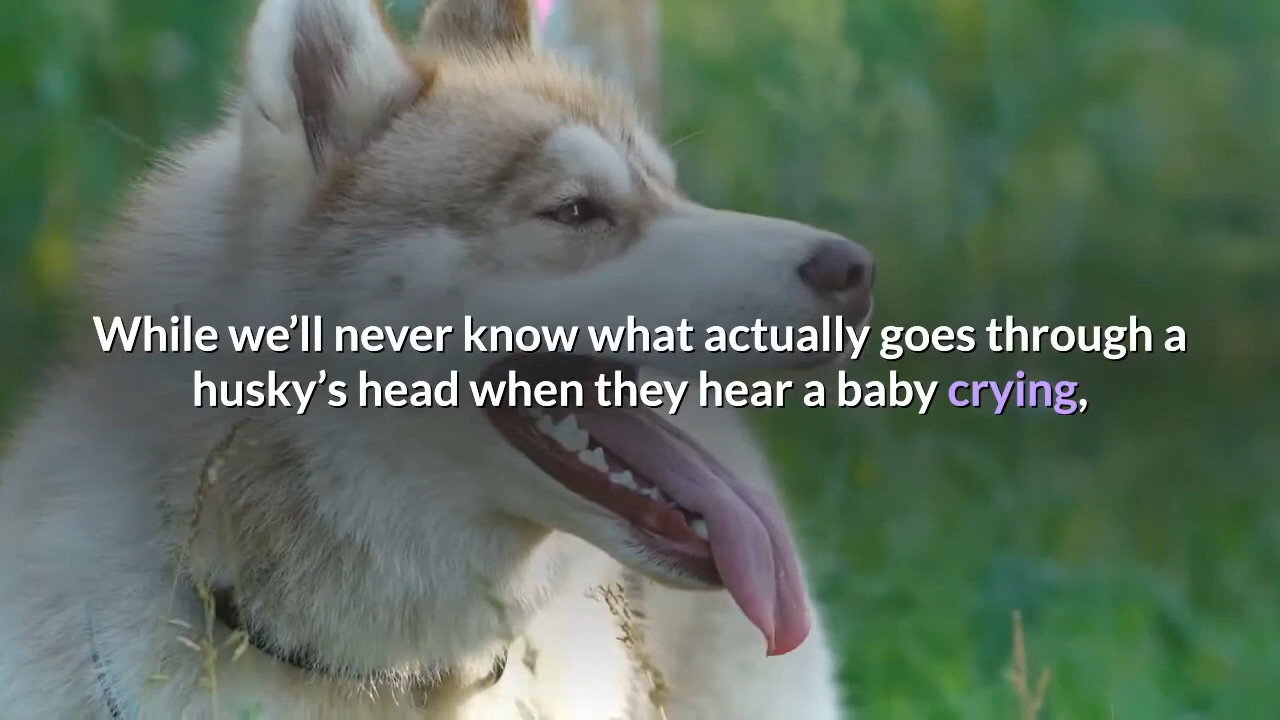 While we’ll never know what actually goes through a
husky’s head when they hear a baby crying,